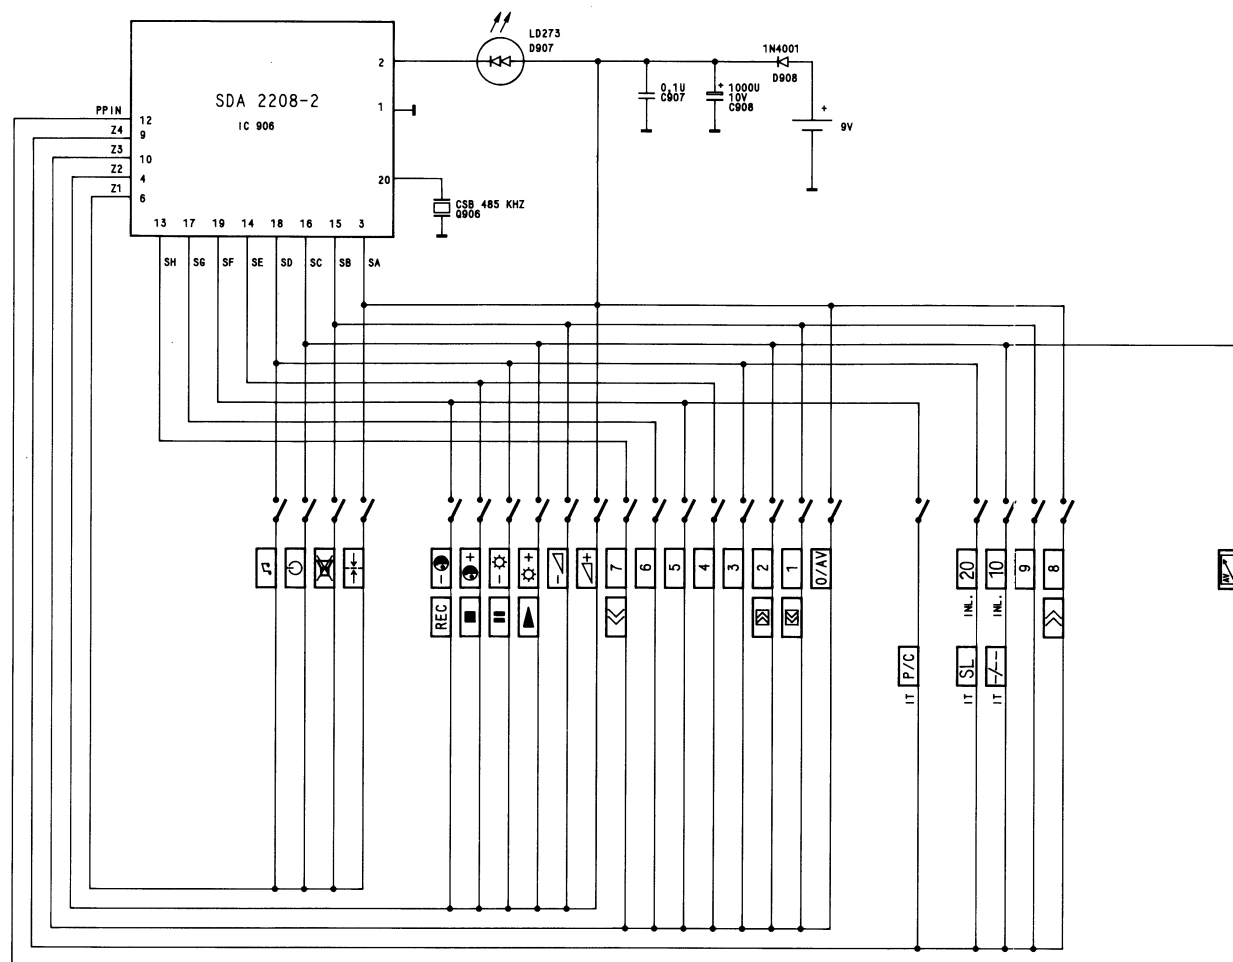 LD273
D907
1N4001
D908
2
SDA 2208-2
IC 906
0,1U
C907
+ 1000U
10V
C908
+
9V
1
PPIN
12
Z4
9
Z3
10
Z2
4
Z1
6
20
CSB 485 KHZ
Q906
13 17 19 14 18 16 15 3
SH SG SF SE SD SC SB SA
- + - + - +
7 6 5 4 3 2 1 0/AV
20 10 9 8
INL. INL.
REC
P/C SL -/--
IT IT IT
AV